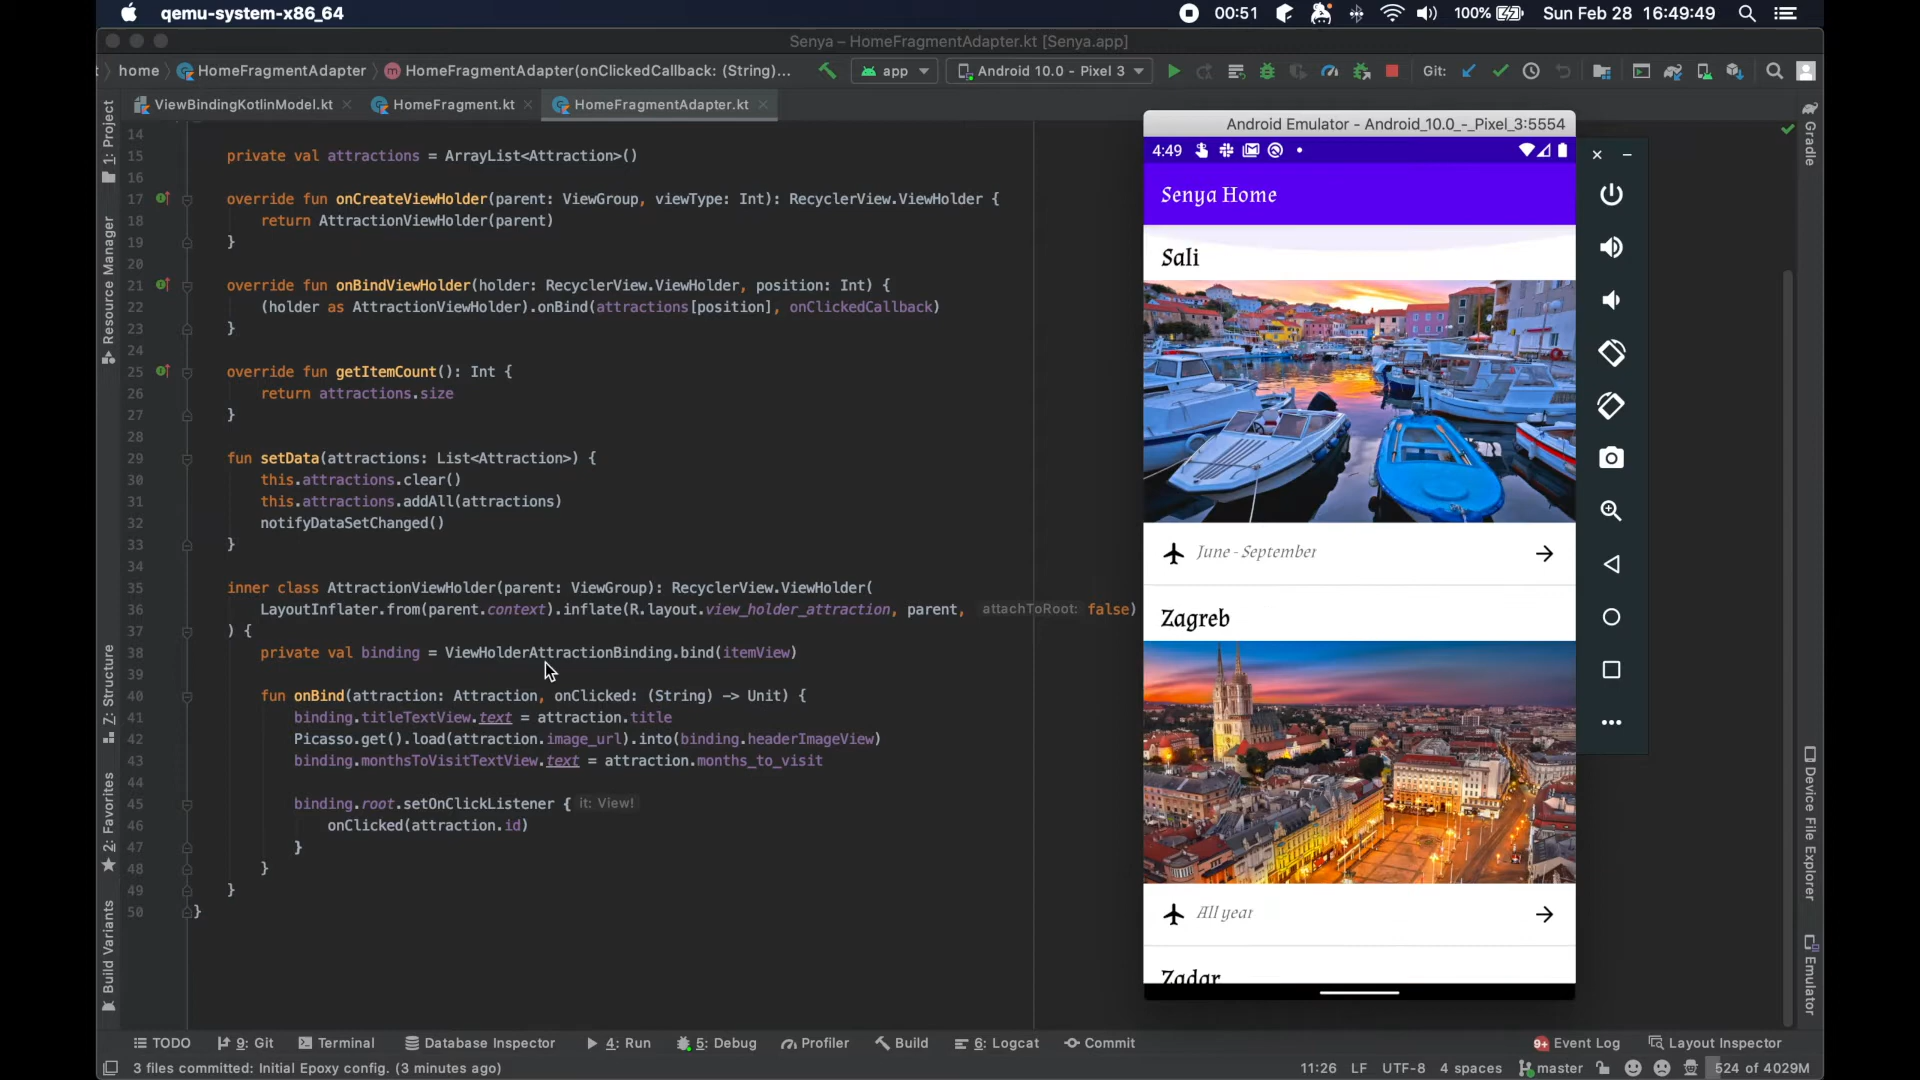 qemu-system-x86_64
00:51
100%
Sun Feb 28 16:49:49
Senya – HomeFragmentAdapter.kt [Senya.app]
home
HomeFragmentAdapter
HomeFragmentAdapter(onClickedCallback: (String)...
app
Android 10.0 - Pixel 3
Git:
ViewBindingKotlinModel.kt
HomeFragment.kt
HomeFragmentAdapter.kt
1: Project
Resource Manager
Z: Structure
2: Favorites
Build Variants
14
15 private val attractions = ArrayList<Attraction>()
16
17 override fun onCreateViewHolder(parent: ViewGroup, viewType: Int): RecyclerView.ViewHolder {
18 return AttractionViewHolder(parent)
19 }
20
21 override fun onBindViewHolder(holder: RecyclerView.ViewHolder, position: Int) {
22 (holder as AttractionViewHolder).onBind(attractions[position], onClickedCallback)
23 }
24
25 override fun getItemCount(): Int {
26 return attractions.size
27 }
28
29 fun setData(attractions: List<Attraction>) {
30 this.attractions.clear()
31 this.attractions.addAll(attractions)
32 notifyDataSetChanged()
33 }
34
35 inner class AttractionViewHolder(parent: ViewGroup): RecyclerView.ViewHolder(
36 LayoutInflater.from(parent.context).inflate(R.layout.view_holder_attraction, parent, attachToRoot: false)
37 ) {
38 private val binding = ViewHolderAttractionBinding.bind(itemView)
39
40 fun onBind(attraction: Attraction, onClicked: (String) -> Unit) {
41 binding.titleTextView.text = attraction.title
42 Picasso.get().load(attraction.image_url).into(binding.headerImageView)
43 binding.monthsToVisitTextView.text = attraction.months_to_visit
44
45 binding.root.setOnClickListener { it: View!
46 onClicked(attraction.id)
47 }
48 }
49 }
50 }
Android Emulator - Android_10.0_-_Pixel_3:5554
4:49
Senya Home
Sali
June - September
Zagreb
All year
Zadar
Gradle
Device File Explorer
Emulator
TODO
9: Git
Terminal
Database Inspector
4: Run
5: Debug
Profiler
Build
6: Logcat
Commit
9+ Event Log
Layout Inspector
3 files committed: Initial Epoxy config. (3 minutes ago)
11:26 LF UTF-8 4 spaces master 524 of 4029M